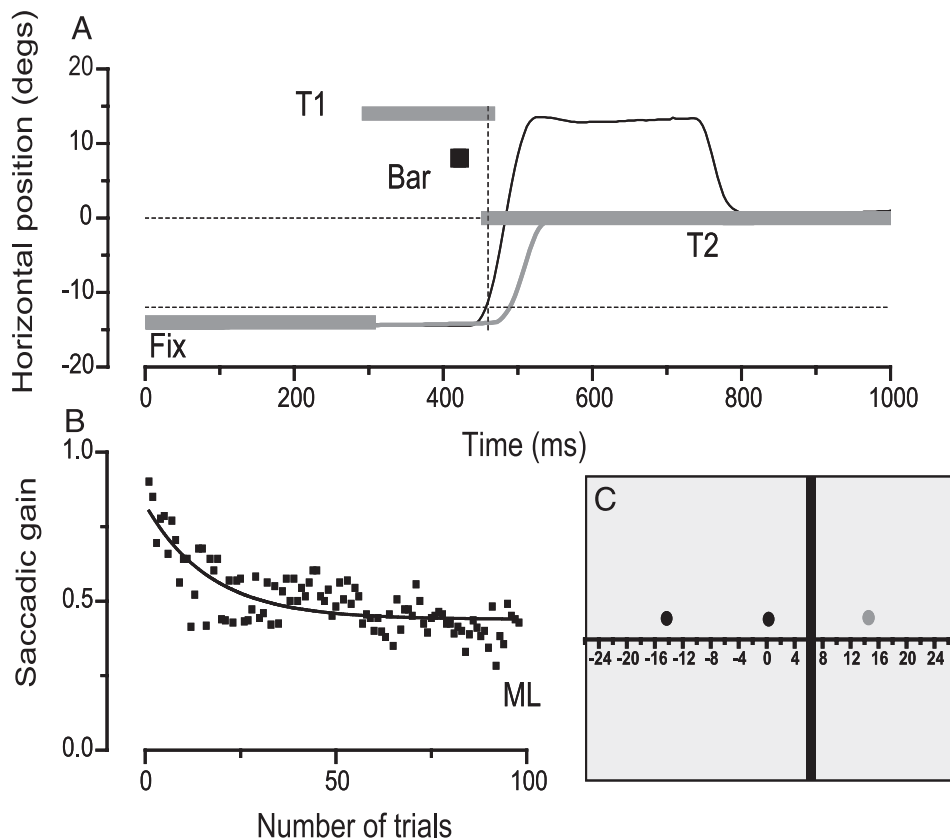 A
Horizontal position (degs)
20
10
0
-10
-20
T1
Bar
T2
Fix
0 200 400 600 800 1000
Time (ms)
B
Saccadic gain
1.0
0.5
0.0
ML
0 50 100
Number of trials
C
-24 -20 -16 -12 -8 -4 0 4 8 12 16 20 24